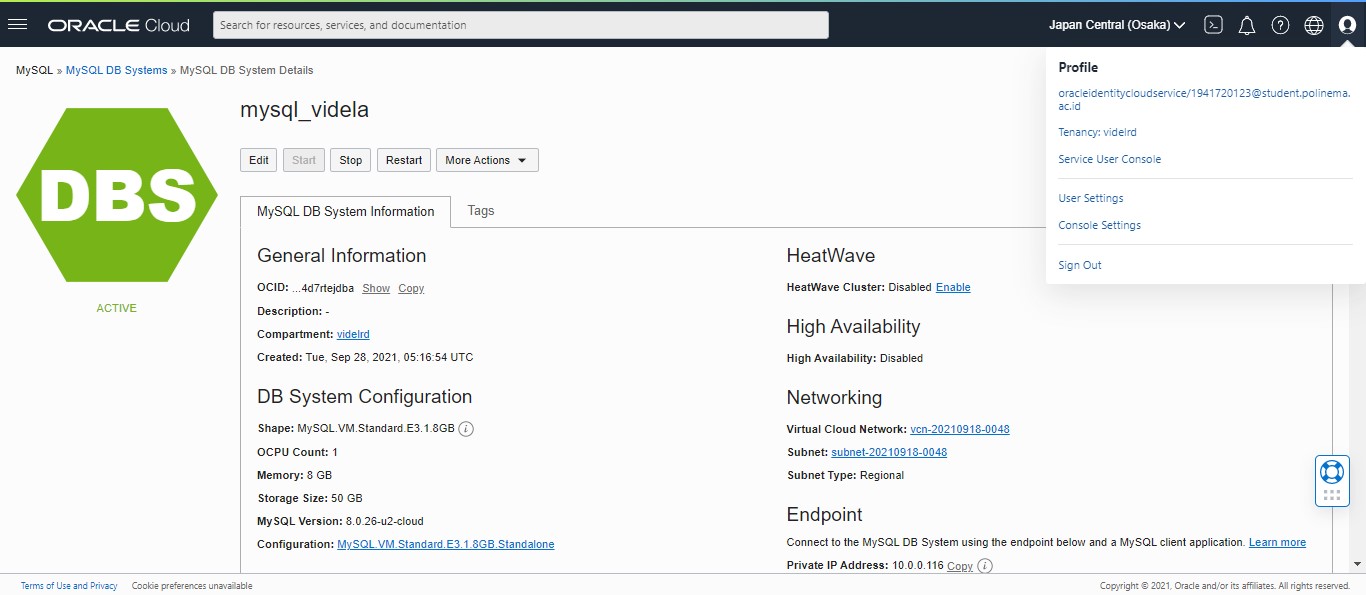 ORACLE Cloud
Search for resources, services, and documentation
Japan Central (Osaka)
MySQL » MySQL DB Systems » MySQL DB System Details
Profile
oracleidentitycloudservice/1941720123@student.polinema.
ac.id
Tenancy: videlrd
Service User Console
User Settings
Console Settings
Sign Out
DBS
ACTIVE
mysql_videla
Edit Start Stop Restart More Actions
MySQL DB System Information Tags
General Information
OCID: ...4d7rtejdba Show Copy
Description: -
Compartment: videlrd
Created: Tue, Sep 28, 2021, 05:16:54 UTC
DB System Configuration
Shape: MySQL.VM.Standard.E3.1.8GB
OCPU Count: 1
Memory: 8 GB
Storage Size: 50 GB
MySQL Version: 8.0.26-u2-cloud
Configuration: MySQL.VM.Standard.E3.1.8GB.Standalone
HeatWave
HeatWave Cluster: Disabled Enable
High Availability
High Availability: Disabled
Networking
Virtual Cloud Network: vcn-20210918-0048
Subnet: subnet-20210918-0048
Subnet Type: Regional
Endpoint
Connect to the MySQL DB System using the endpoint below and a MySQL client application. Learn more
Private IP Address: 10.0.0.116 Copy
Terms of Use and Privacy Cookie preferences unavailable
Copyright © 2021, Oracle and/or its affiliates. All rights reserved.